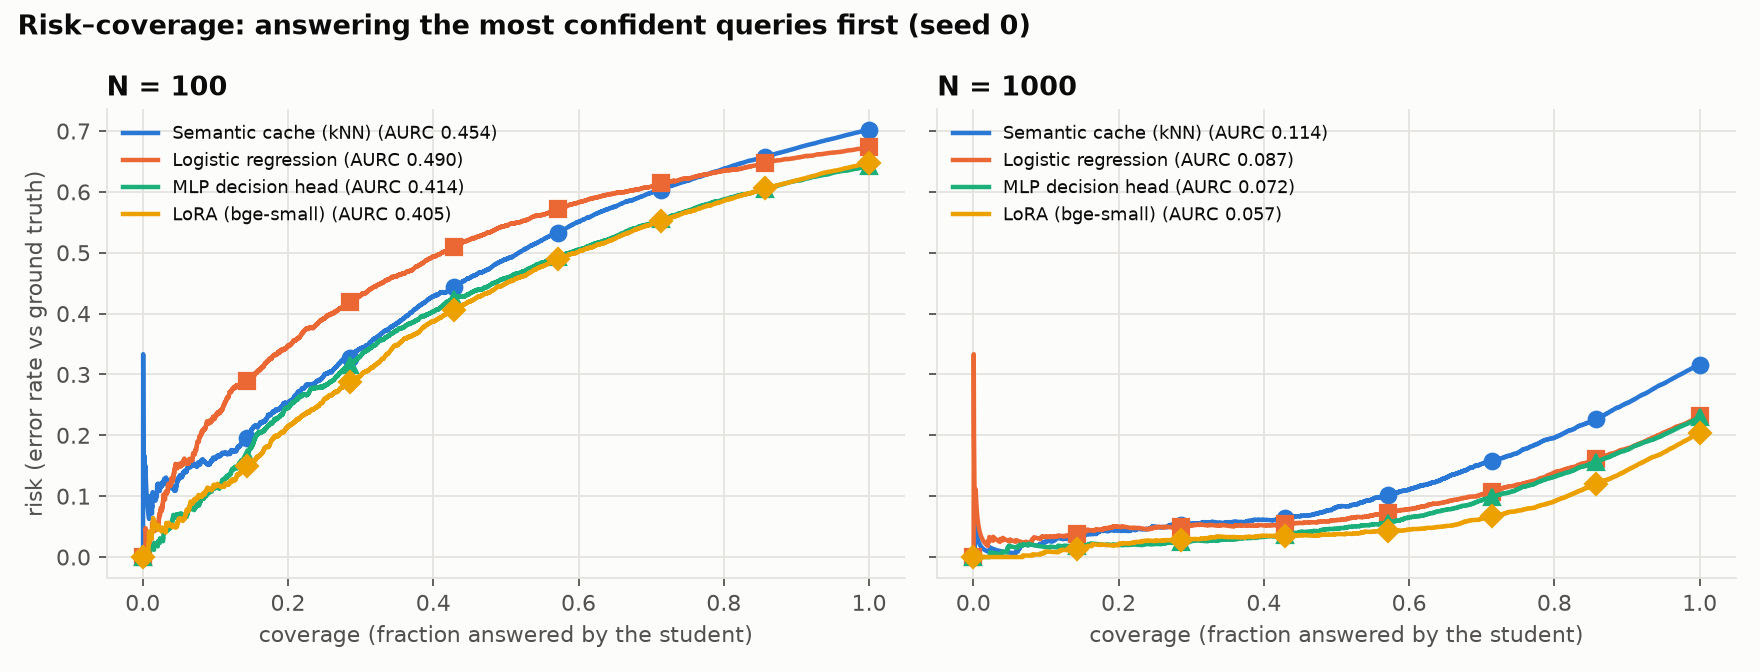 Risk–coverage: answering the most confident queries first (seed 0)
N = 100
Semantic cache (kNN) (AURC 0.454)
Logistic regression (AURC 0.490)
MLP decision head (AURC 0.414)
LoRA (bge-small) (AURC 0.405)
risk (error rate vs ground truth)
0.7
0.6
0.5
0.4
0.3
0.2
0.1
0.0
0.0 0.2 0.4 0.6 0.8 1.0
coverage (fraction answered by the student)
N = 1000
Semantic cache (kNN) (AURC 0.114)
Logistic regression (AURC 0.087)
MLP decision head (AURC 0.072)
LoRA (bge-small) (AURC 0.057)
0.0 0.2 0.4 0.6 0.8 1.0
coverage (fraction answered by the student)